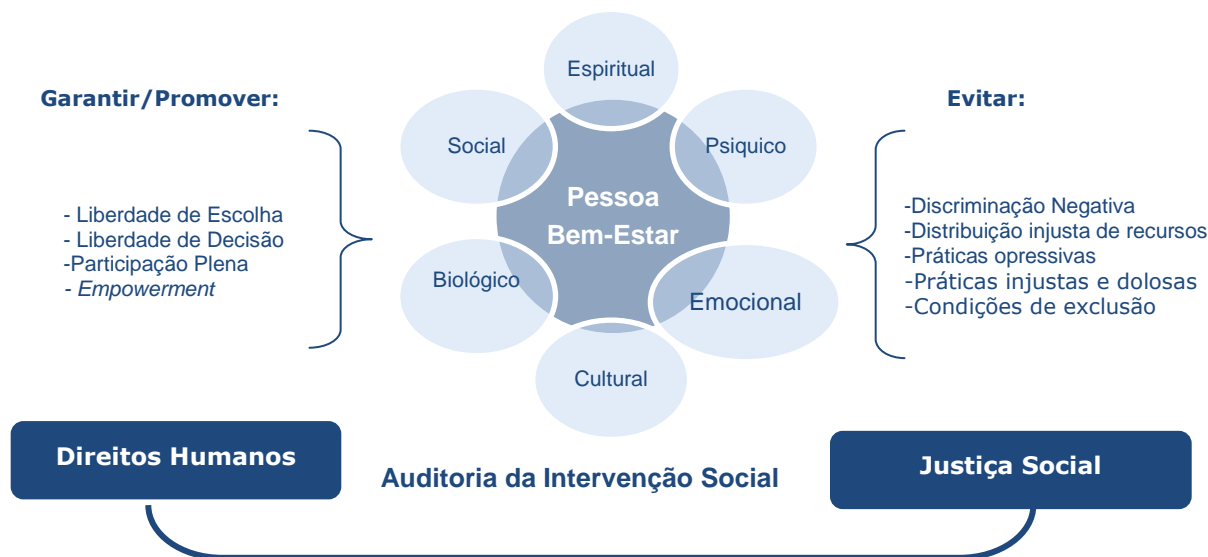 Garantir/Promover:
- Liberdade de Escolha
- Liberdade de Decisão
-Participação Plena
- Empowerment
Espiritual
Social
Psiquico
Pessoa
Bem-Estar
Biológico
Emocional
Cultural
Evitar:
-Discriminação Negativa
-Distribuição injusta de recursos
-Práticas opressivas
-Práticas injustas e dolosas
-Condições de exclusão
Direitos Humanos
Auditoria da Intervenção Social
Justiça Social